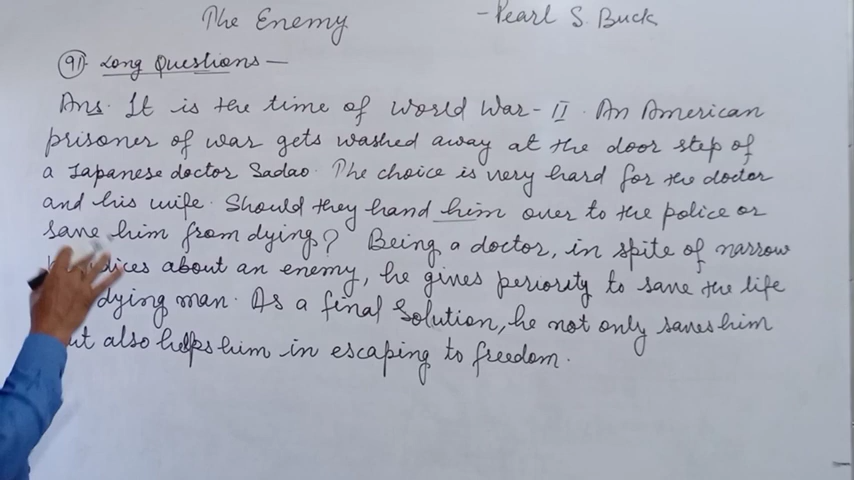 The Enemy - Pearl S. Buck
91. Long Questions -
Ans. It is the time of World War - II. An American
prisoner of war gets washed away at the door step of
a Japanese doctor Sadao. The choice is very hard for the doctor
and his wife. Should they hand him over to the police or
save him from dying? Being a doctor, in spite of narrow
about an enemy, he gives periority to save the life
dying man. As a final Solution, he not only saves him
also helps him in escaping to freedom.